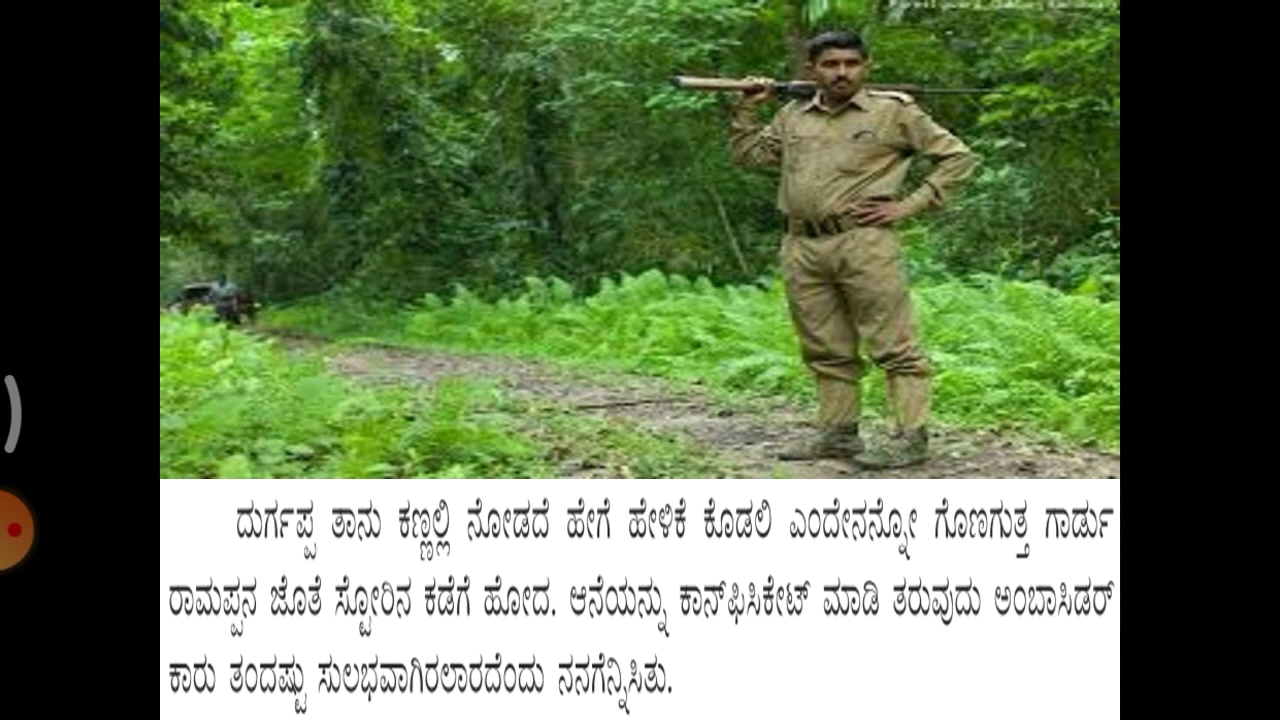 ದುರ್ಗಪ್ಪ ತಾನು ಕಣ್ಣಲ್ಲಿ ನೋಡದೆ ಹೇಗೆ ಹೇಳಿಕೆ ಕೊಡಲಿ ಎಂದೇನನ್ನೋ ಗೊಣಗುತ್ತ ಗಾರ್ಡು
ರಾಮಪ್ಪನ ಜೊತೆ ಸ್ಟೋರಿನ ಕಡೆಗೆ ಹೋದ. ಆನೆಯನ್ನು ಕಾನ್‌ಫಿಸಿಕೇಟ್ ಮಾಡಿ ತರುವುದು ಅಂಬಾಸಿಡರ್
ಕಾರು ತಂದಷ್ಟು ಸುಲಭವಾಗಿರಲಾರದೆಂದು ನನಗೆನ್ನಿಸಿತು.